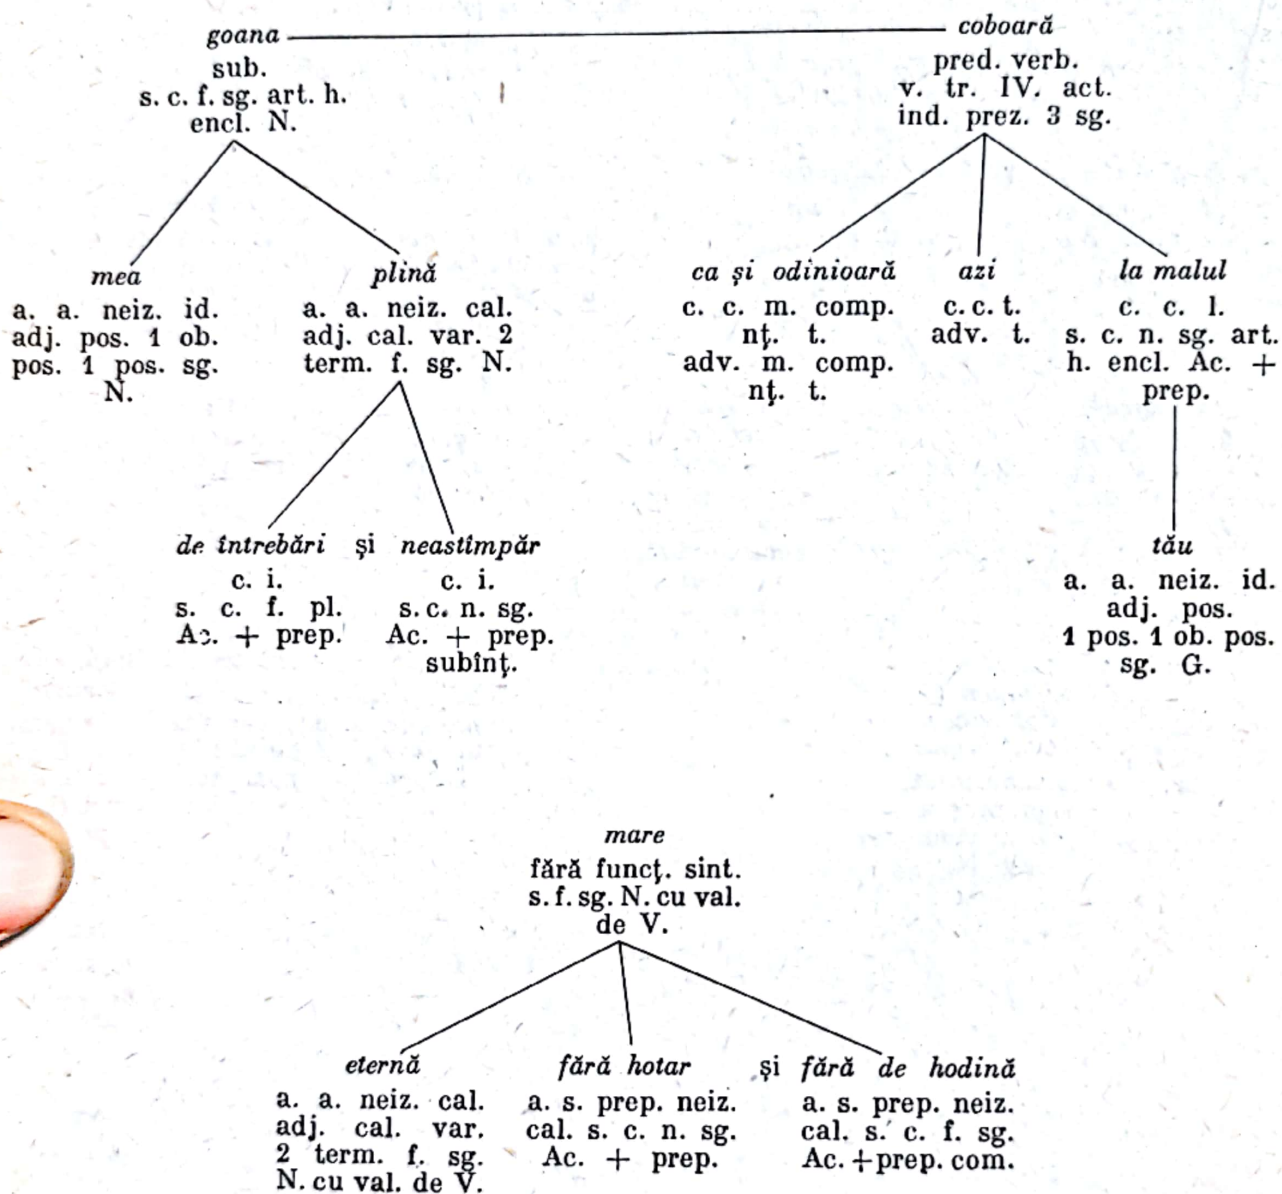 goana coboară
sub.
s. c. f. sg. art. h.
encl. N.
pred. verb.
v. tr. IV. act.
ind. prez. 3 sg.
mea
a. a. neiz. id.
adj. pos. 1 ob.
pos. 1 pos. sg.
N.
plină
a. a. neiz. cal.
adj. cal. var. 2
term. f. sg. N.
ca și odinioară
c. c. m. comp.
nţ. t.
adv. m. comp.
nţ. t.
azi
c. c. t.
adv. t.
la malul
c. c. l.
s. c. n. sg. art.
h. encl. Ac. +
prep.
de întrebări și neastîmpăr
c. i.
s. c. f. pl.
Ac. + prep.
c. i.
s. c. n. sg.
Ac. + prep.
subînţ.
tău
a. a. neiz. id.
adj. pos.
1 pos. 1 ob. pos.
sg. G.
mare
fără funcţ. sint.
s. f. sg. N. cu val.
de V.
eternă
a. a. neiz. cal.
adj. cal. var.
2 term. f. sg.
N. cu val. de V.
fără hotar
a. s. prep. neiz.
cal. s. c. n. sg.
Ac. + prep.
și fără de hodină
a. s. prep. neiz.
cal. s. c. f. sg.
Ac. + prep. com.